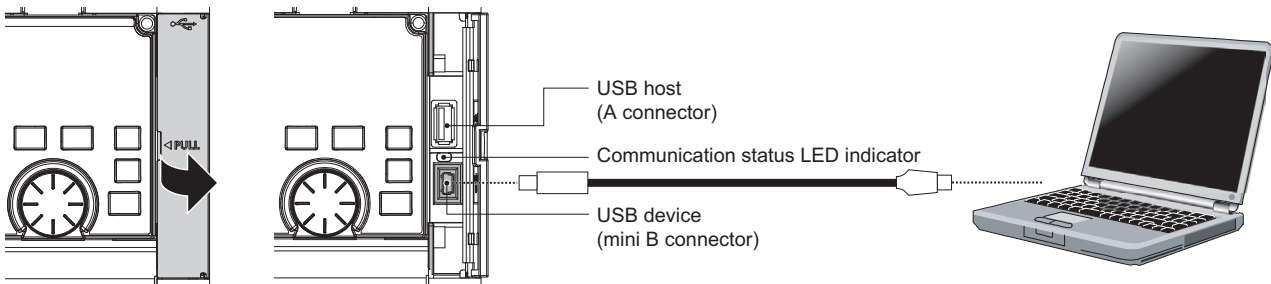 PULL
USB host
(A connector)
Communication status LED indicator
USB device
(mini B connector)